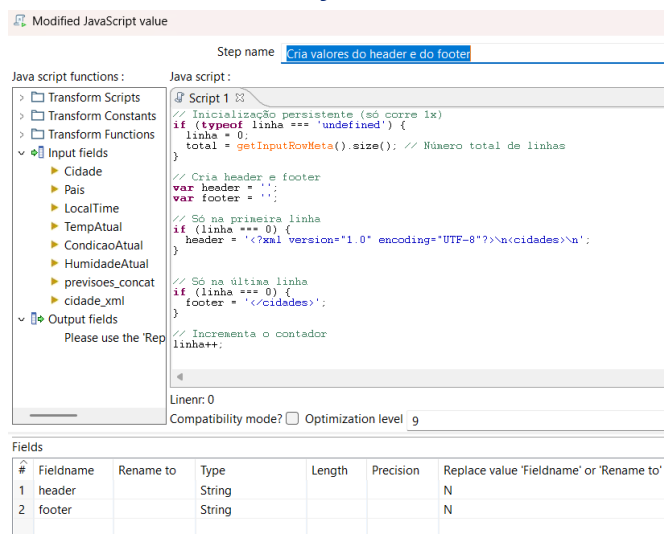 Modified JavaScript value
Step name Cria valores do header e do footer
Java script functions : Java script :
Transform Scripts
Transform Constants
Transform Functions
Input fields
Cidade
Pais
LocalTime
TempAtual
CondicaoAtual
HumidadeAtual
previsoes_concat
cidade_xml
Output fields
Please use the 'Rep
Script 1
// Inicialização persistente (só corre 1x)
if (typeof linha === 'undefined') {
linha = 0;
total = getInputRowMeta().size(); // Número total de linhas
}
// Cria header e footer
var header = '';
var footer = '';
// Só na primeira linha
if (linha === 0) {
header = '<?xml version="1.0" encoding="UTF-8"?>\n<cidades>\n';
}
// Só na última linha
if (linha === 0) {
footer = '</cidades>';
}
// Incrementa o contador
linha++;
Linenr: 0
Compatibility mode? Optimization level 9
Fields
# Fieldname Rename to Type Length Precision Replace value 'Fieldname' or 'Rename to'
1 header String N
2 footer String N